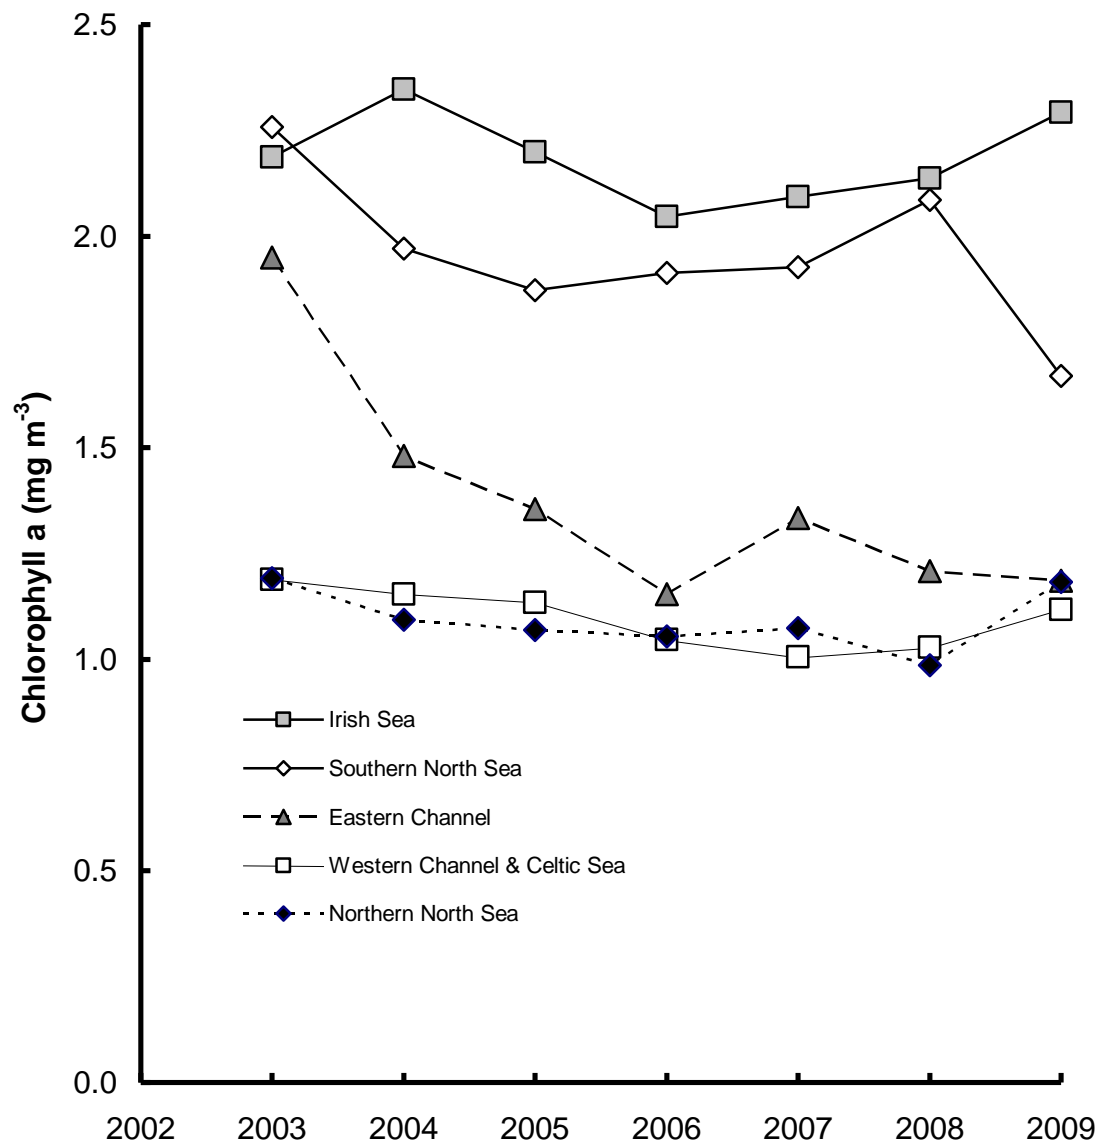 2.5
2.0
1.5
1.0
0.5
0.0
Chlorophyll a (mg m-3)
Irish Sea
Southern North Sea
Eastern Channel
Western Channel & Celtic Sea
Northern North Sea
2002 2003 2004 2005 2006 2007 2008 2009